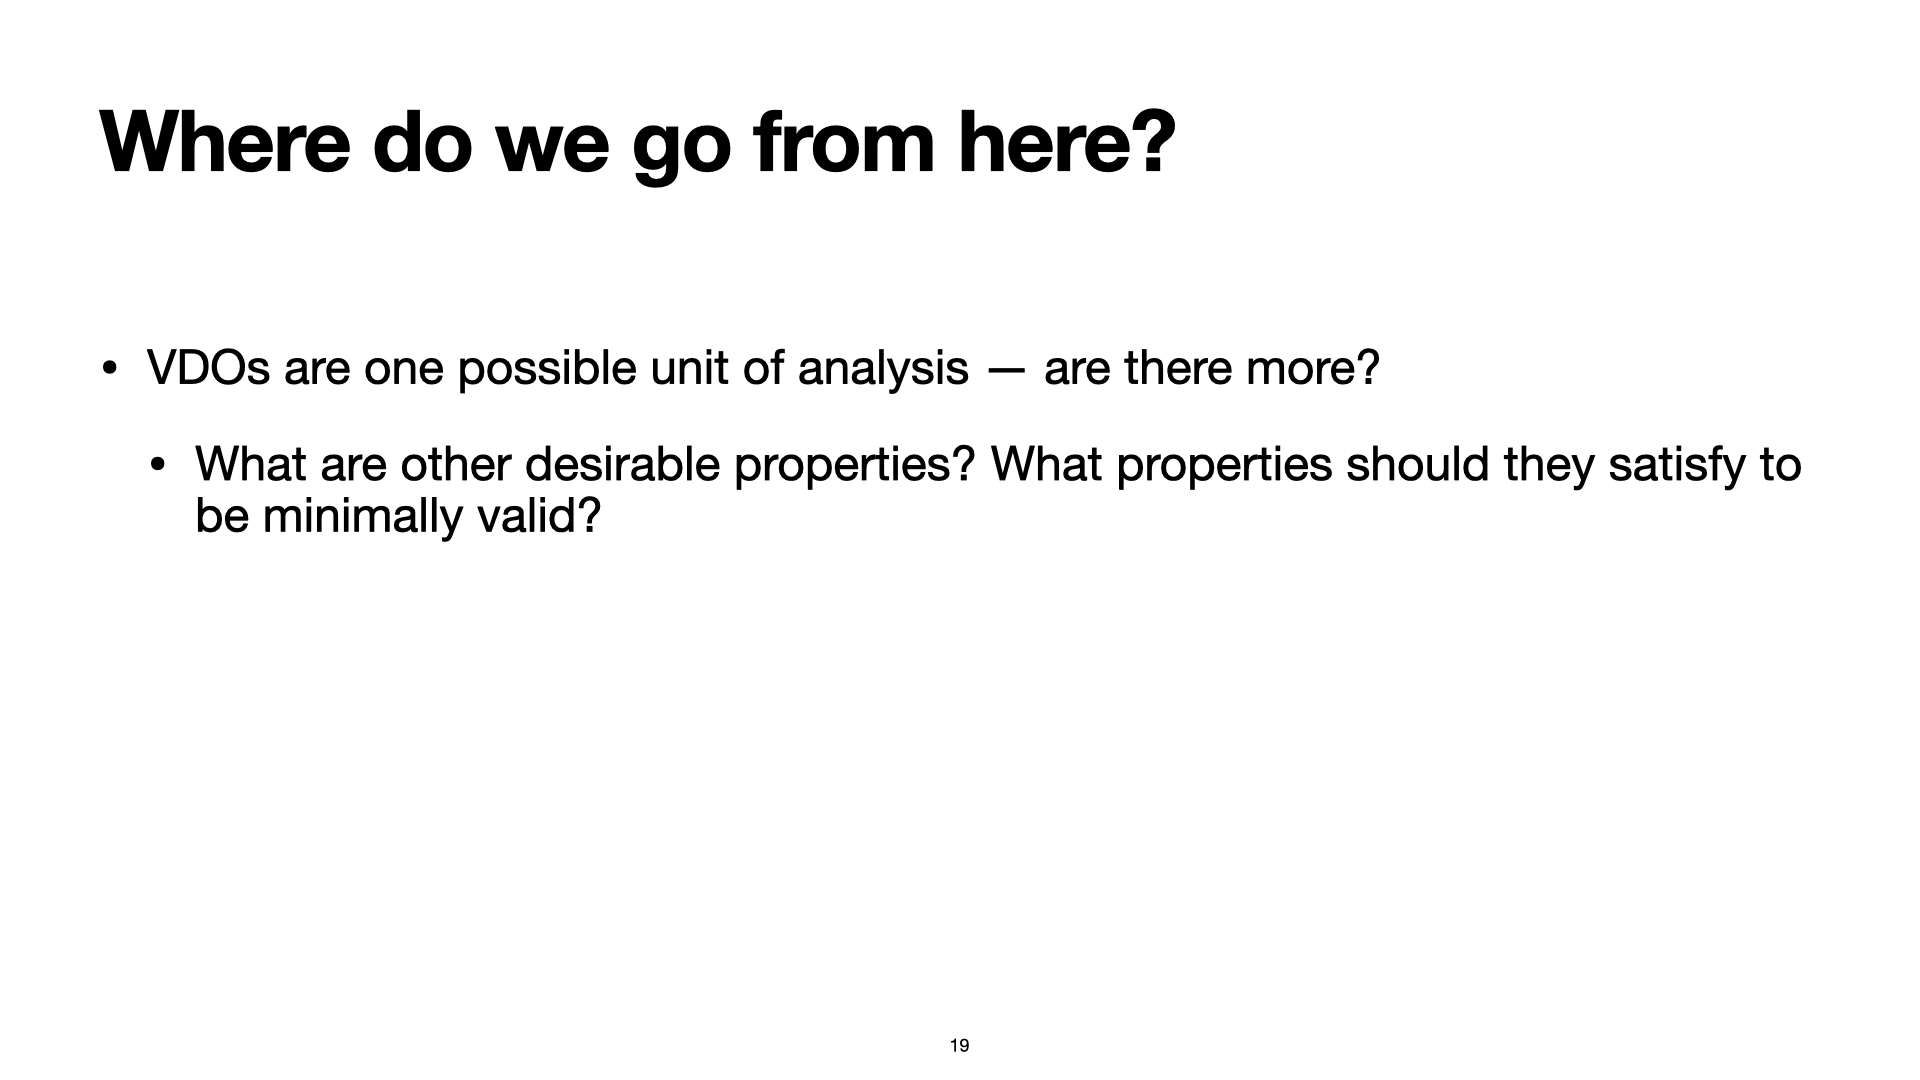 Where do we go from here?
• VDOs are one possible unit of analysis — are there more?
• What are other desirable properties? What properties should they satisfy to
be minimally valid?
19